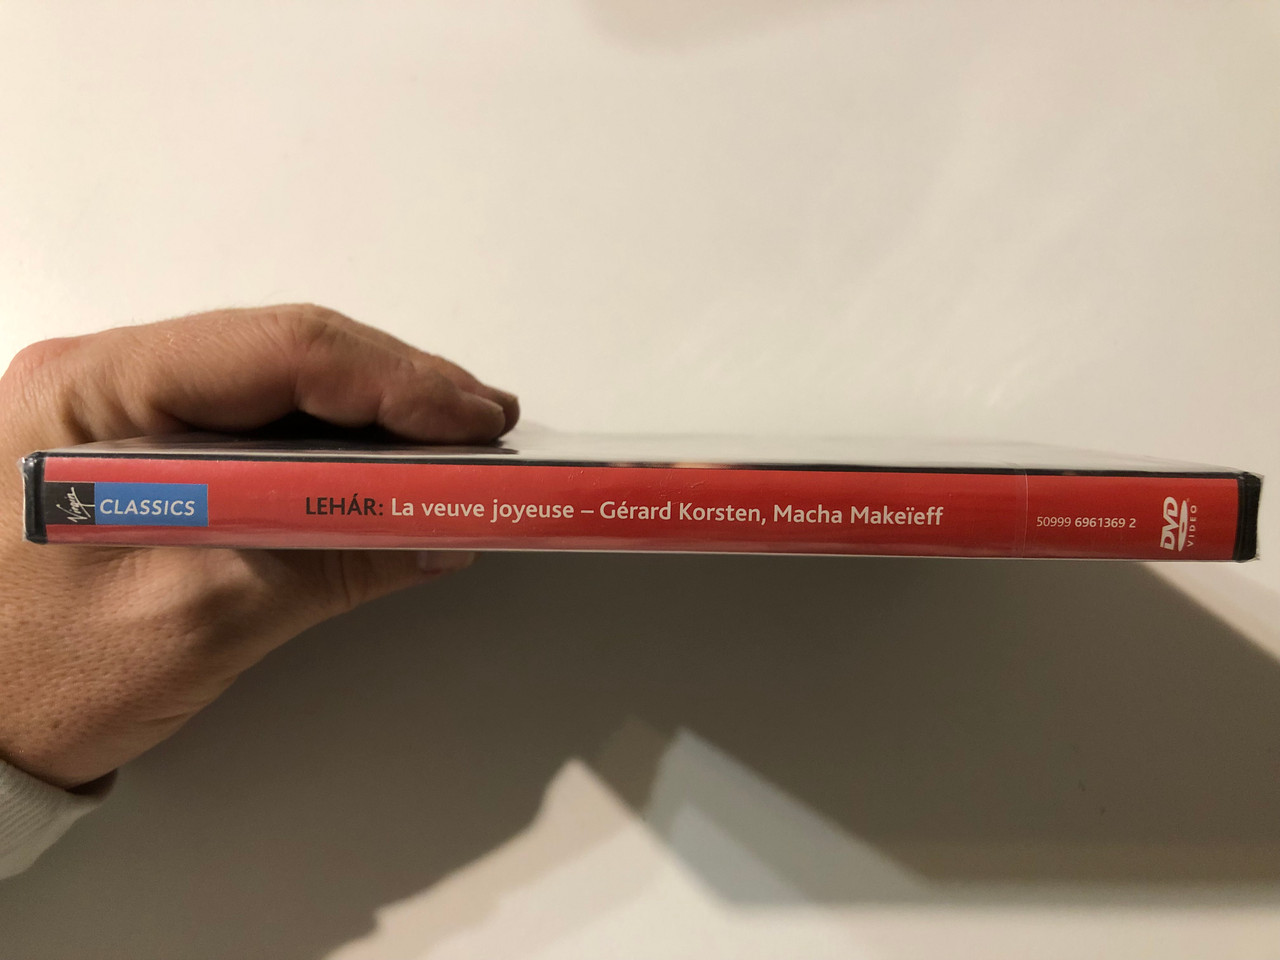 Virgin CLASSICS
LEHÁR: La veuve joyeuse – Gérard Korsten, Macha Makeïeff
50999 6961369 2
DVD
VIDEO